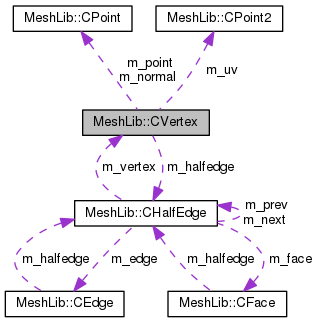 MeshLib::CPoint
MeshLib::CPoint2
m_point
m_normal
m_uv
MeshLib::CVertex
m_vertex
m_halfedge
MeshLib::CHalfEdge
m_prev
m_next
m_halfedge
m_edge
m_halfedge
m_face
MeshLib::CEdge
MeshLib::CFace